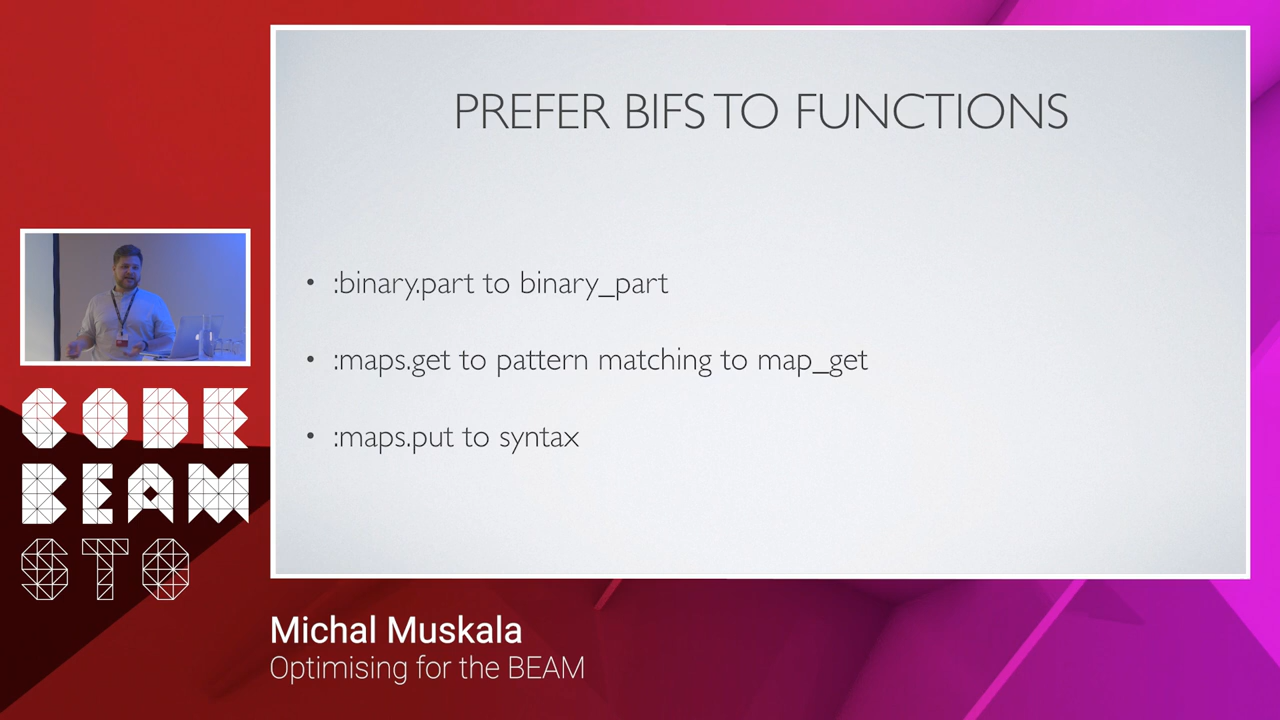 PREFER BIFS TO FUNCTIONS
• :binary.part to binary_part
• :maps.get to pattern matching to map_get
• :maps.put to syntax
CODE
BEAM
STO
Michal Muskala
Optimising for the BEAM